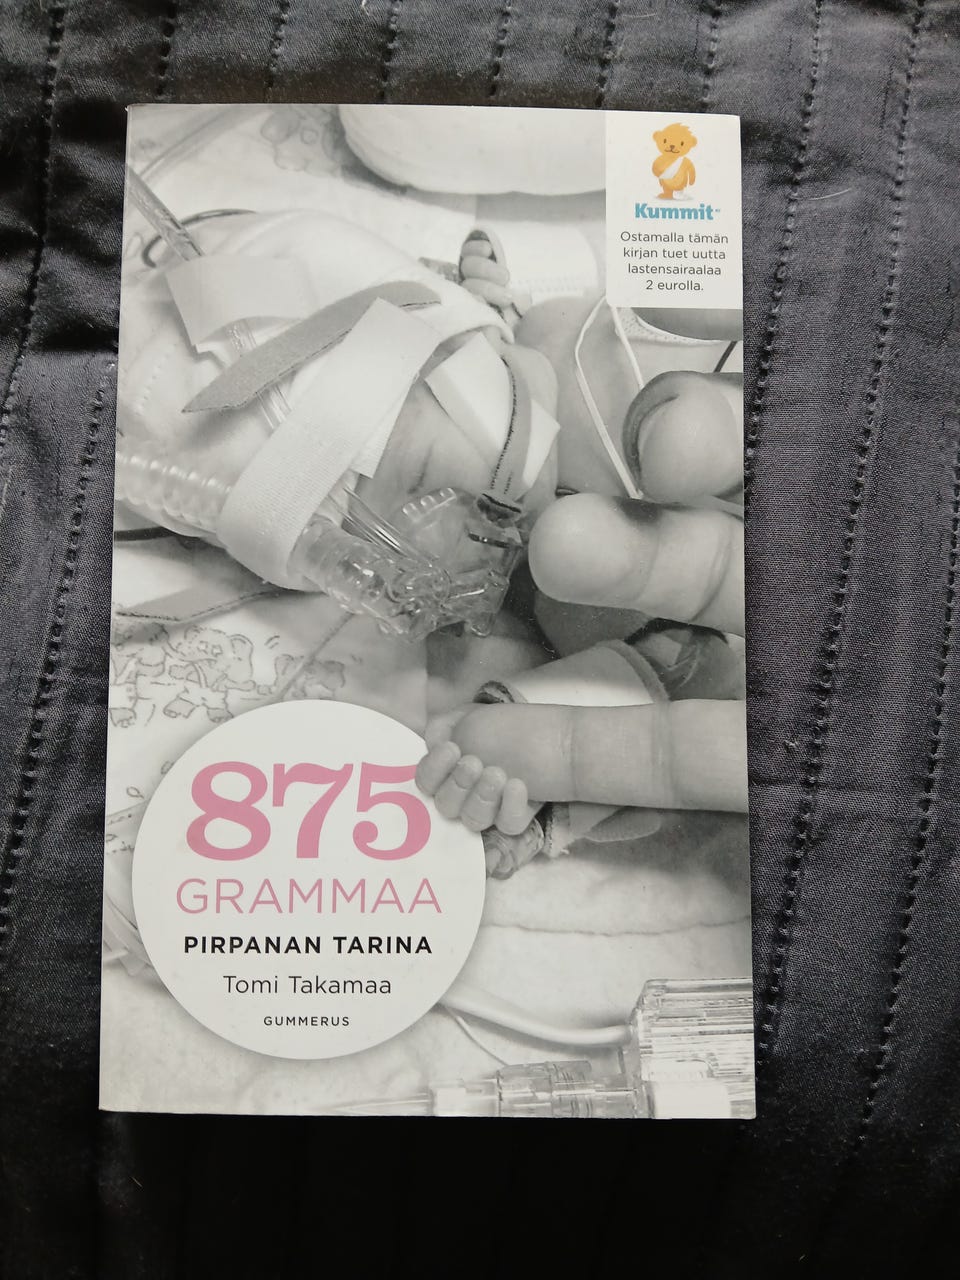 Kummit
Ostamalla tämän
kirjan tuet uutta
lastensairaalaa
2 eurolla.
875
GRAMMAA
PIRPANAN TARINA
Tomi Takamaa
GUMMERUS